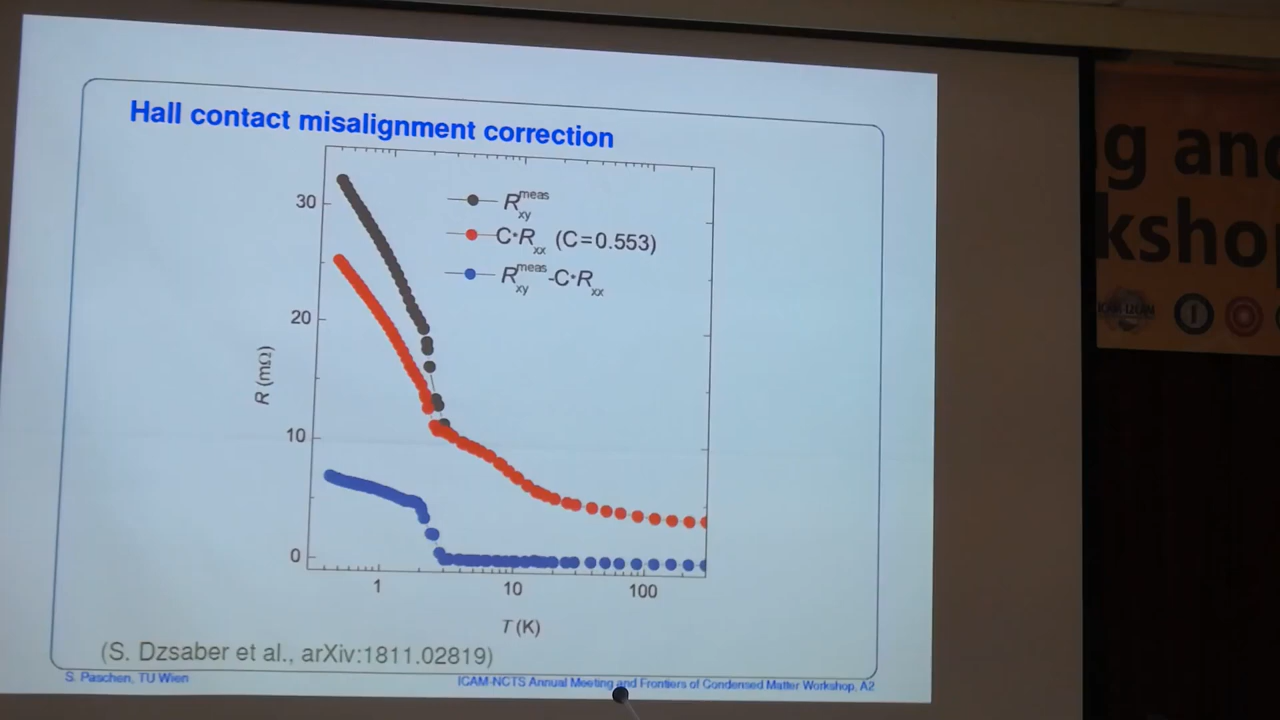 Hall contact misalignment correction
R_xy^meas
C·R_xx (C=0.553)
R_xy^meas-C·R_xx
30
20
10
0
R (mΩ)
1
10
100
T (K)
(S. Dzsaber et al., arXiv:1811.02819)
S. Paschen, TU Wien
ICAM-NCTS Annual Meeting and Frontiers of Condensed Matter Workshop, A2
g and
ksho